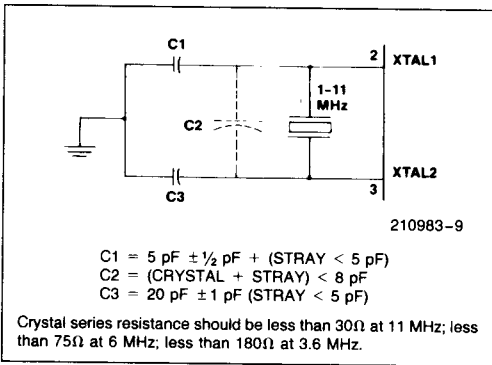 C1
2
XTAL1
1–11
MHz
C2
XTAL2
3
C3
210983–9
C1 = 5 pF ± ½ pF + (STRAY < 5 pF)
C2 = (CRYSTAL + STRAY) < 8 pF
C3 = 20 pF ± 1 pF (STRAY < 5 pF)
Crystal series resistance should be less than 30Ω at 11 MHz; less
than 75Ω at 6 MHz; less than 180Ω at 3.6 MHz.